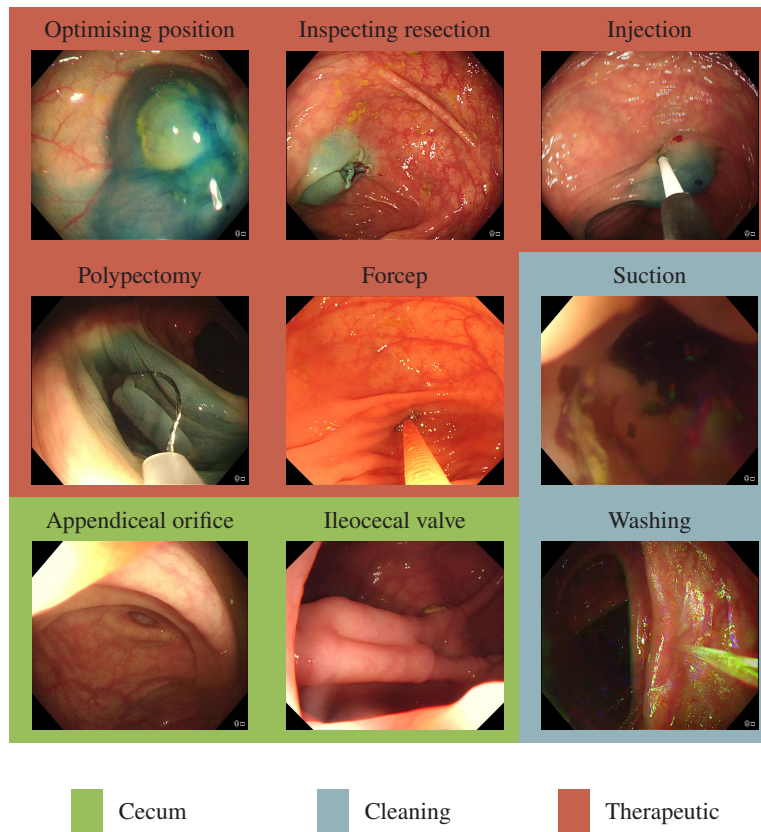 Optimising position
Inspecting resection
Injection
Polypectomy
Forcep
Suction
Appendiceal orifice
Ileocecal valve
Washing
Cecum
Cleaning
Therapeutic